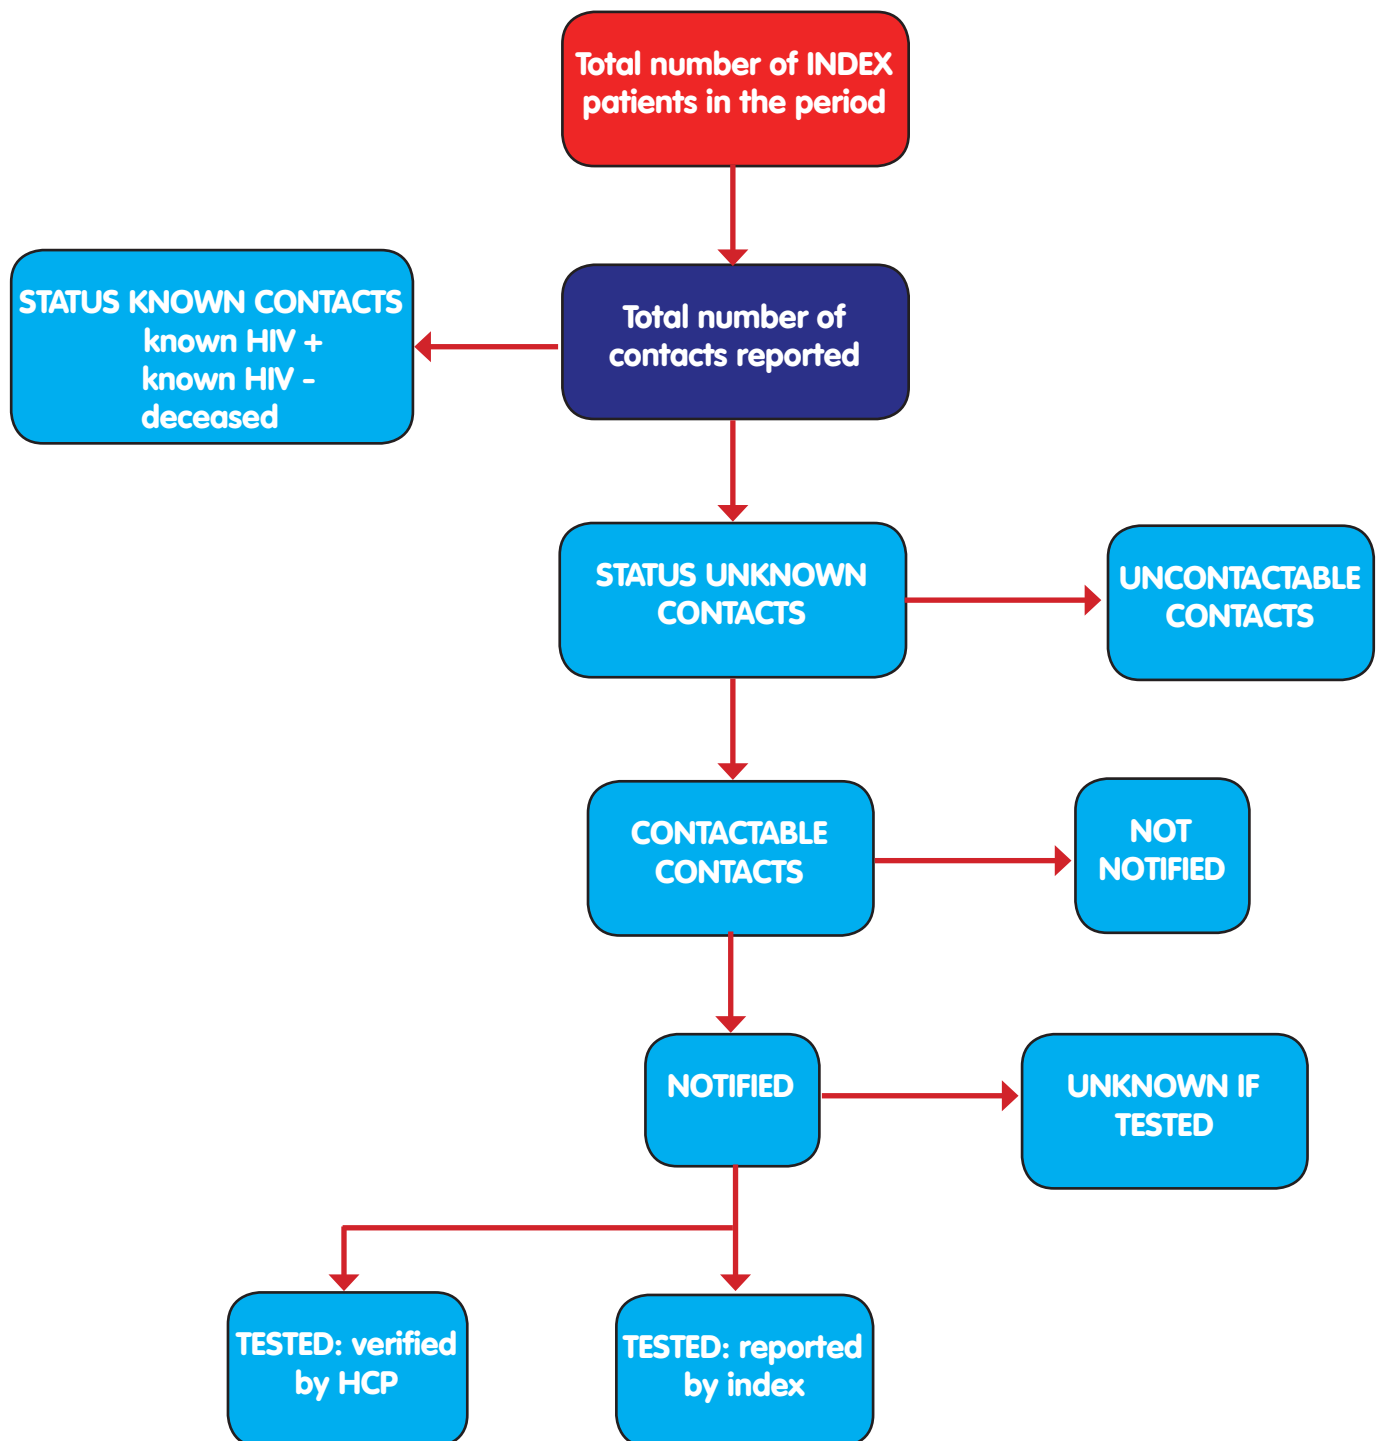 Total number of INDEX
patients in the period
STATUS KNOWN CONTACTS
known HIV +
known HIV -
deceased
Total number of
contacts reported
STATUS UNKNOWN
CONTACTS
UNCONTACTABLE
CONTACTS
CONTACTABLE
CONTACTS
NOT
NOTIFIED
NOTIFIED
UNKNOWN IF
TESTED
TESTED: verified
by HCP
TESTED: reported
by index